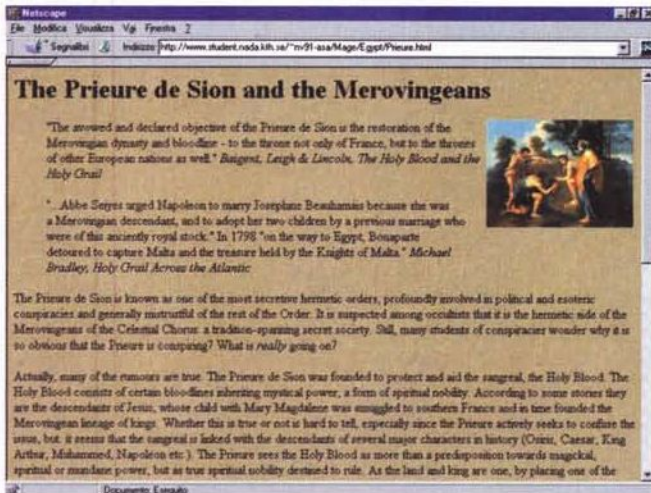 Netscape
File Modifica Visualizza Vai Finestra ?
Segnalibri Indirizzo http://www.student.nada.kth.se/~nv91-asa/Mage/Egypt/Prieure.html
The Prieure de Sion and the Merovingeans
"The avowed and declared objective of the Prieure de Sion is the restoration of the
Merovingian dynasty and bloodline - to the throne not only of France, but to the thrones
of other European nations as well." Baigent, Leigh & Lincoln, The Holy Blood and the
Holy Grail
"...Abbe Seiyes urged Napoleon to marry Josephine Beauharnais because she was
a Merovingian descendant, and to adopt her two children by a previous marriage who
were of this anciently royal stock." In 1798 "on the way to Egypt, Bonaparte
detoured to capture Malta and the treasure held by the Knights of Malta." Michael
Bradley, Holy Grail Across the Atlantic
The Prieure de Sion is known as one of the most secretive hermetic orders, profoundly involved in political and esoteric
conspiracies and generally mistrustful of the rest of the Order. It is suspected among occultists that it is the hermetic side of the
Merovingeans of the Celestial Chorus: a tradition-spanning secret society. Still, many students of conspiracies wonder why it is
so obvious that the Prieure is conspiring? What is really going on?
Actually, many of the rumours are true. The Prieure de Sion was founded to protect and aid the sangreal, the Holy Blood. The
Holy Blood consists of certain bloodlines inheriting mystical power, a form of spiritual nobility. According to some stories they
are the descendants of Jesus, whose child with Mary Magdalene was smuggled to southern France and in time founded the
Merovingean lineage of kings. Whether this is true or not is hard to tell, especially since the Prieure actively seeks to confuse the
issue, but it seems that the sangreal is linked with the descendants of several major characters in history (Osiris, Caesar, King
Arthur, Muhammed, Napoleon etc.). The Prieure sees the Holy Blood as more than a predisposition towards magickal,
spiritual or mundane power, but as true spiritual nobility destined to rule. As the land and king are one, by placing one of the
Documento: Eseguito